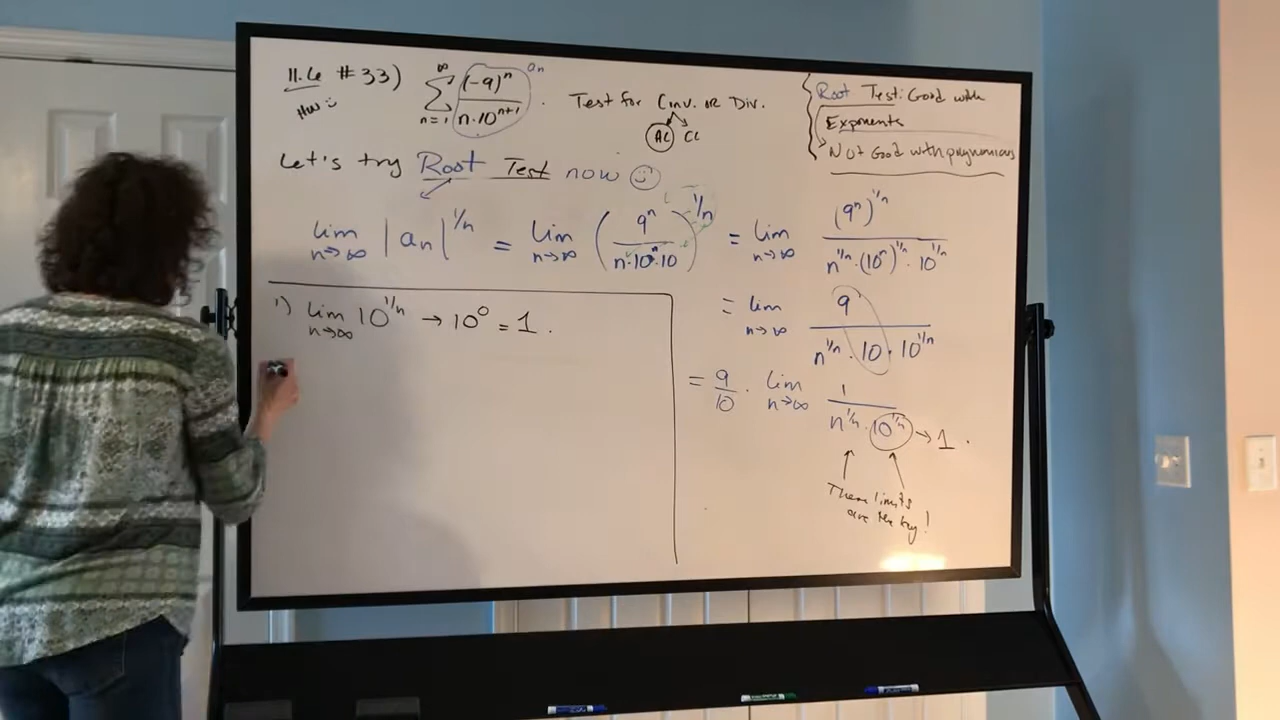 11.6 #33) ∞ ∑ n=1 (-9)ⁿ / n·10ⁿ⁺¹ . Test for Conv. or Div.
AC CC
Let's try Root Test now
lim n→∞ |aₙ|^(1/n) = lim n→∞ (9ⁿ / n·10ⁿ·10)^(1/n) = lim n→∞ (9ⁿ)^(1/n) / n^(1/n)·(10ⁿ)^(1/n)·10^(1/n)
= lim n→∞ 9 / n^(1/n)·10·10^(1/n)
= 9/10 · lim n→∞ 1 / n^(1/n)·10^(1/n) → 1.
These limits
are the key!
1) lim n→∞ 10^(1/n) → 10⁰ = 1.
Root Test: Good with
Exponents
Not Good with polynomials